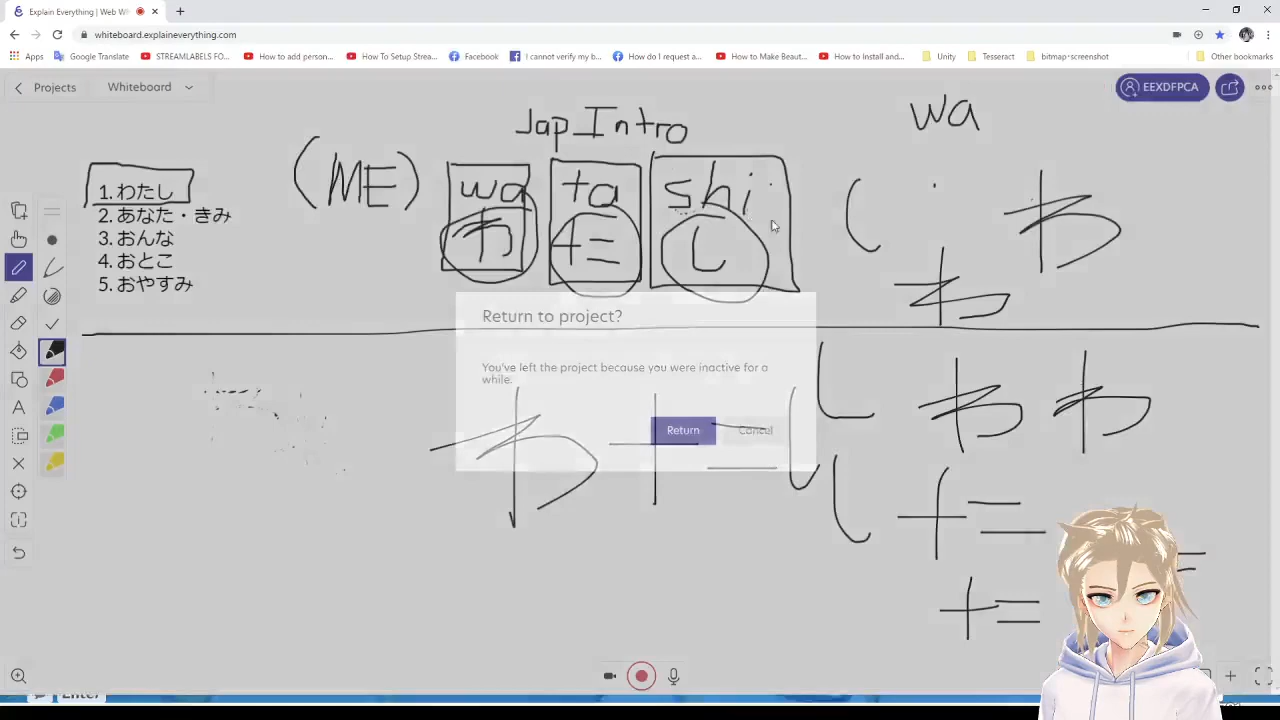 Explain Everything | Web W
whiteboard.explaineverything.com
Apps
Google Translate
STREAMLABELS FO...
How to add person...
How To Setup Strea...
Facebook
I cannot verify my b...
How do I request a...
How to Make Beaut...
How to Install and...
Unity
Tesseract
bitmap-screenshot
Other bookmarks
Projects
Whiteboard
EEXDFPCA
Jap Intro
wa
(ME) wa ta shi
わ た し
1. わたし
2. あなた・きみ
3. おんな
4. おとこ
5. おやすみ
( わ
わ
Return to project?
You've left the project because you were inactive for a
while.
Return
Cancel
わ た し
し わ わ
し た
た
Enter